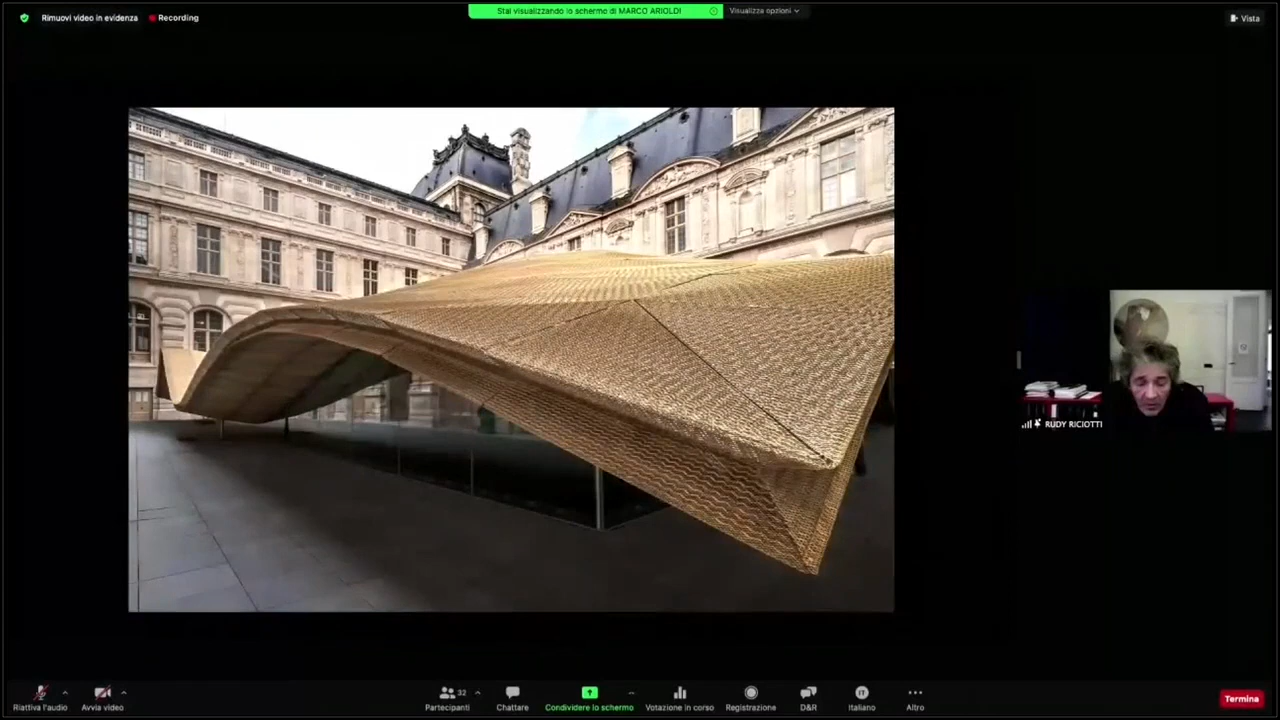 Rimuovi video in evidenza
Recording
Stai visualizzando lo schermo di MARCO ARIOLDI
Visualizza opzioni
Vista
RUDY RICIOTTI
Riattiva l'audio
Avvia video
32
Partecipanti
Chattare
Condividere lo schermo
Votazione in corso
Registrazione
D&R
IT
Italiano
Altro
Termina